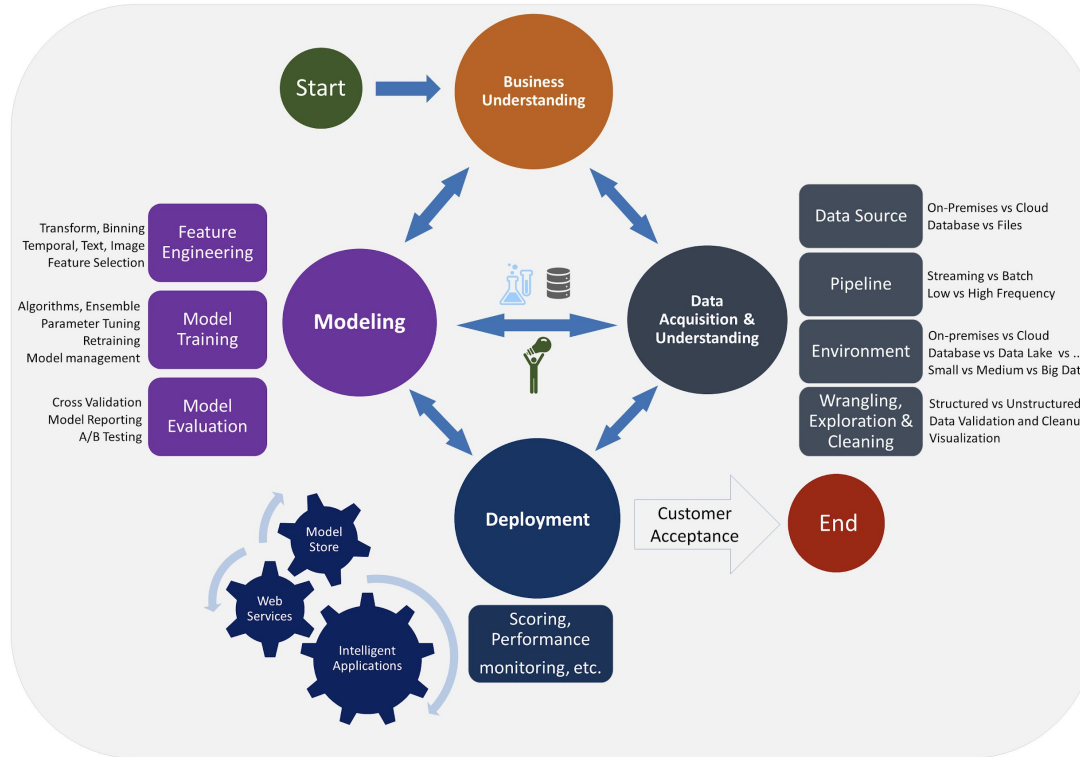 Start
Business
Understanding
Transform, Binning
Temporal, Text, Image
Feature Selection
Feature
Engineering
Algorithms, Ensemble
Parameter Tuning
Retraining
Model management
Model
Training
Cross Validation
Model Reporting
A/B Testing
Model
Evaluation
Modeling
Data
Acquisition &
Understanding
Data Source
On-Premises vs Cloud
Database vs Files
Pipeline
Streaming vs Batch
Low vs High Frequency
Environment
On-premises vs Cloud
Database vs Data Lake vs ..
Small vs Medium vs Big Dat
Wrangling,
Exploration &
Cleaning
Structured vs Unstructured
Data Validation and Cleanu
Visualization
Deployment
Customer
Acceptance
End
Model
Store
Web
Services
Intelligent
Applications
Scoring,
Performance
monitoring, etc.